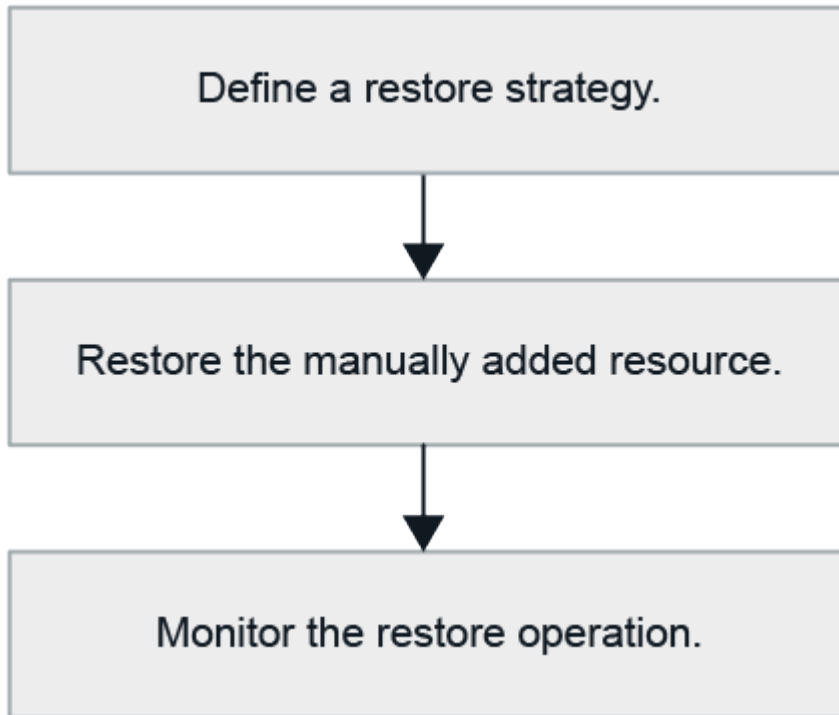 Define a restore strategy.
Restore the manually added resource.
Monitor the restore operation.